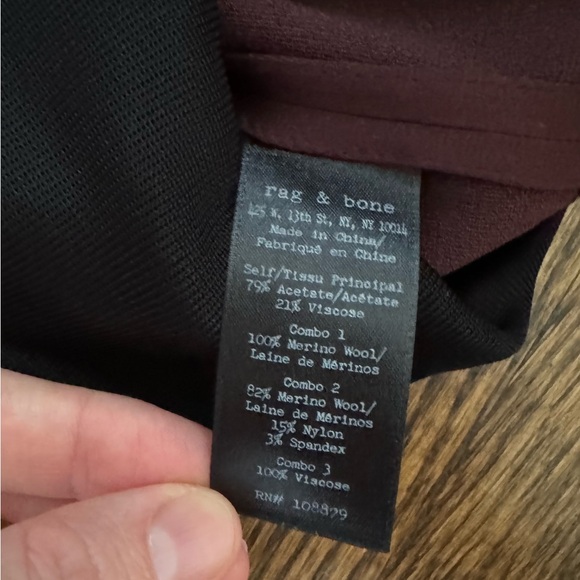 rag & bone
425 W. 13th St, NY, NY 10014
Made in China/
Fabriqué en Chine
Self/Tissu Principal
79% Acetate/Acétate
21% Viscose
Combo 1
100% Merino Wool/
Laine de Mérinos
Combo 2
82% Merino Wool/
Laine de Mérinos
15% Nylon
3% Spandex
Combo 3
100% Viscose
RN# 108879